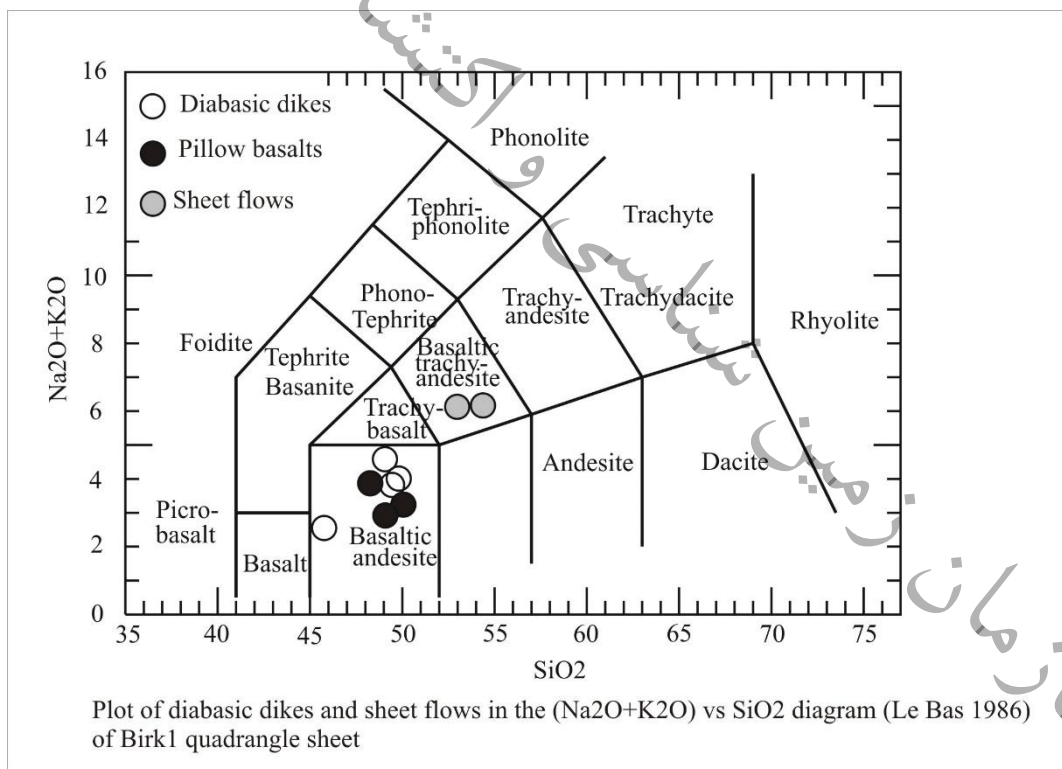 16
14
12
10
8
6
4
2
0
Na2O+K2O
Diabasic dikes
Pillow basalts
Sheet flows
Phonolite
Tephri-
phonolite
Trachyte
Phono-
Tephrite
Trachy-
andesite
Trachydacite
Rhyolite
Foidite
Tephrite
Basanite
Basaltic
trachy-
andesite
Trachy-
basalt
Andesite
Dacite
Picro-
basalt
Basalt
Basaltic
andesite
35 40 45 50 55 60 65 70 75
SiO2
Plot of diabasic dikes and sheet flows in the (Na2O+K2O) vs SiO2 diagram (Le Bas 1986)
of Birk1 quadrangle sheet
زمین شناسی و